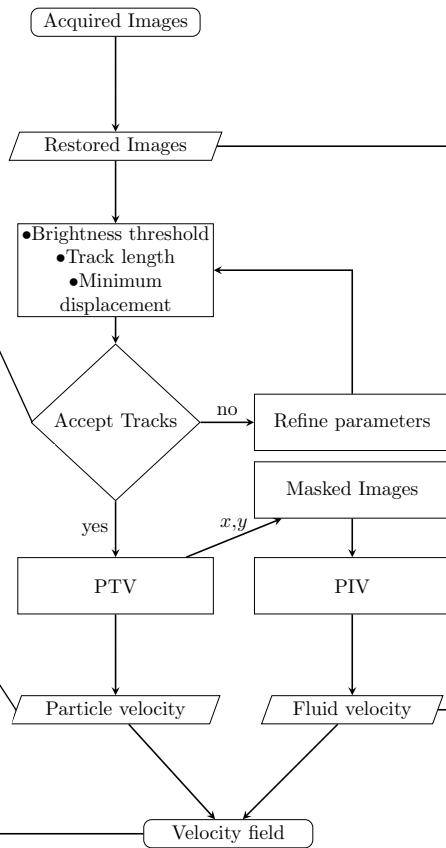 Acquired Images
Restored Images
●Brightness threshold
●Track length
●Minimum
displacement
Accept Tracks
no
Refine parameters
Masked Images
yes
x,y
PTV
PIV
Particle velocity
Fluid velocity
Velocity field